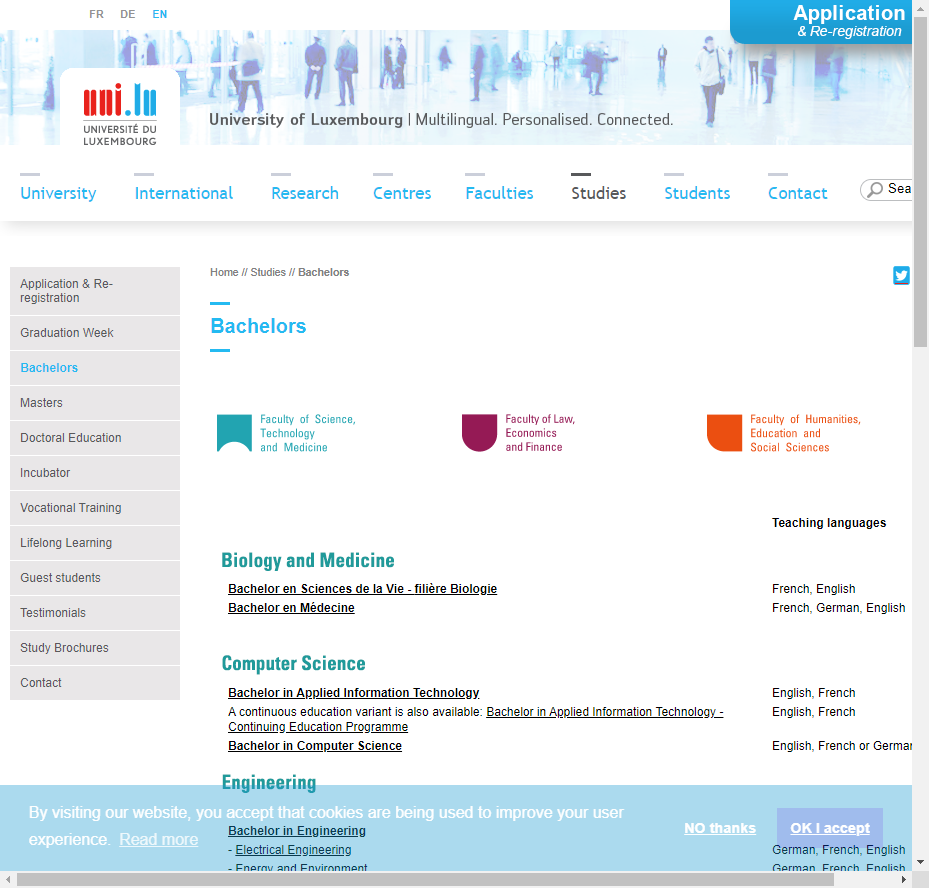 FR DE EN
Application
& Re-registration
uni.lu
UNIVERSITÉ DU
LUXEMBOURG
University of Luxembourg | Multilingual. Personalised. Connected.
University International Research Centres Faculties Studies Students Contact Sea
Application & Re-
registration
Graduation Week
Bachelors
Masters
Doctoral Education
Incubator
Vocational Training
Lifelong Learning
Guest students
Testimonials
Study Brochures
Contact
Home // Studies // Bachelors
Bachelors
Faculty of Science,
Technology
and Medicine
Faculty of Law,
Economics
and Finance
Faculty of Humanities,
Education and
Social Sciences
Teaching languages
Biology and Medicine
Bachelor en Sciences de la Vie - filière Biologie French, English
Bachelor en Médecine French, German, English
Computer Science
Bachelor in Applied Information Technology English, French
A continuous education variant is also available: Bachelor in Applied Information Technology - English, French
Continuing Education Programme
Bachelor in Computer Science English, French or German
Engineering
Bachelor in Engineering
- Electrical Engineering German, French, English
- Energy and Environment German, French, English
By visiting our website, you accept that cookies are being used to improve your user
experience. Read more
NO thanks
OK I accept